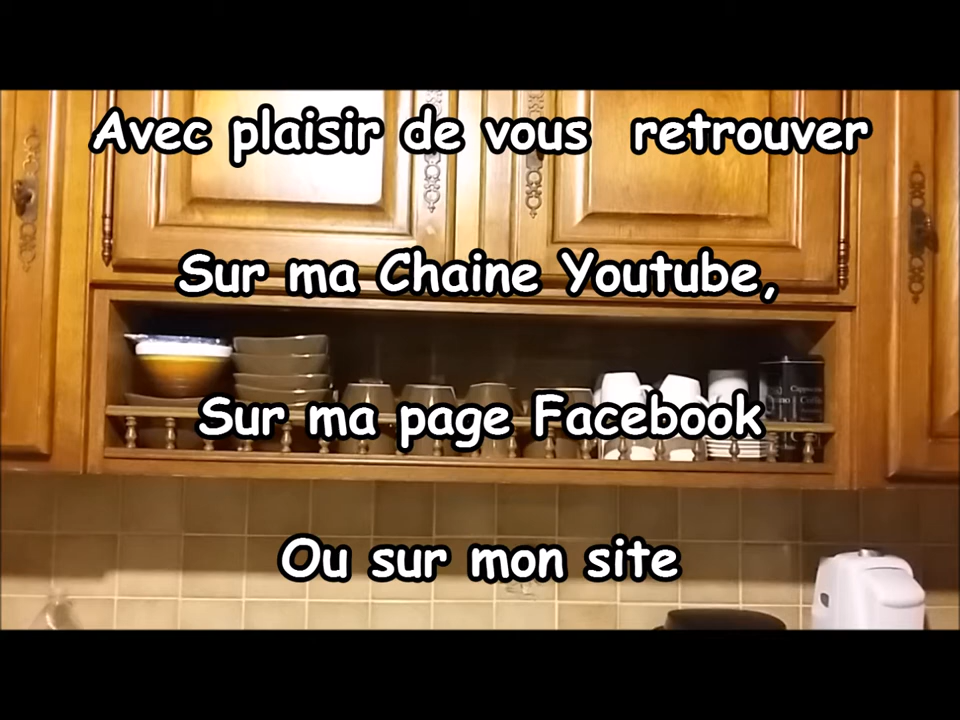 Avec plaisir de vous retrouver
Sur ma Chaine Youtube,
Sur ma page Facebook
Ou sur mon site